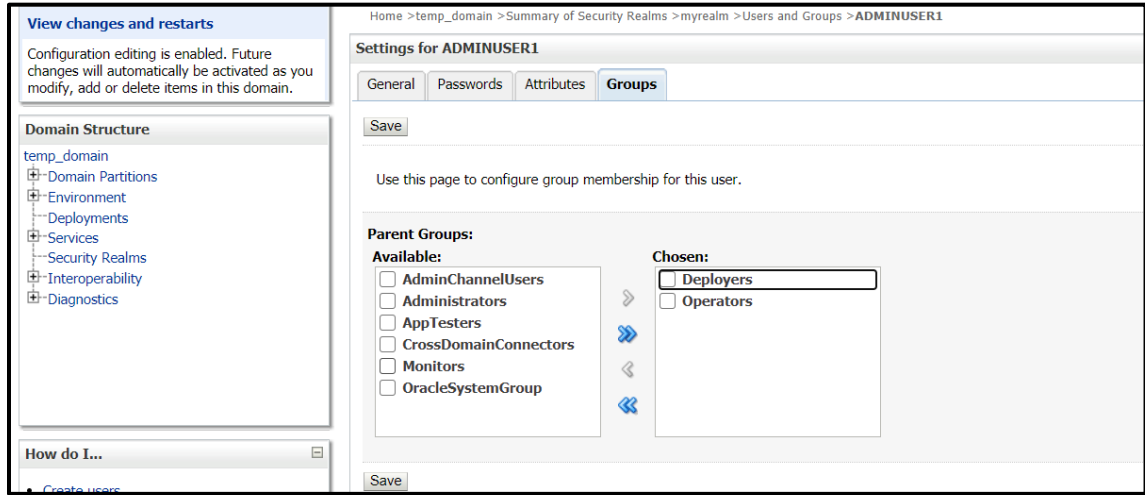 View changes and restarts
Configuration editing is enabled. Future
changes will automatically be activated as you
modify, add or delete items in this domain.
Domain Structure
temp_domain
Domain Partitions
Environment
Deployments
Services
Security Realms
Interoperability
Diagnostics
How do I...
Create users
Home >temp_domain >Summary of Security Realms >myrealm >Users and Groups >ADMINUSER1
Settings for ADMINUSER1
General Passwords Attributes Groups
Save
Use this page to configure group membership for this user.
Parent Groups:
Available:
AdminChannelUsers
Administrators
AppTesters
CrossDomainConnectors
Monitors
OracleSystemGroup
Chosen:
Deployers
Operators
Save